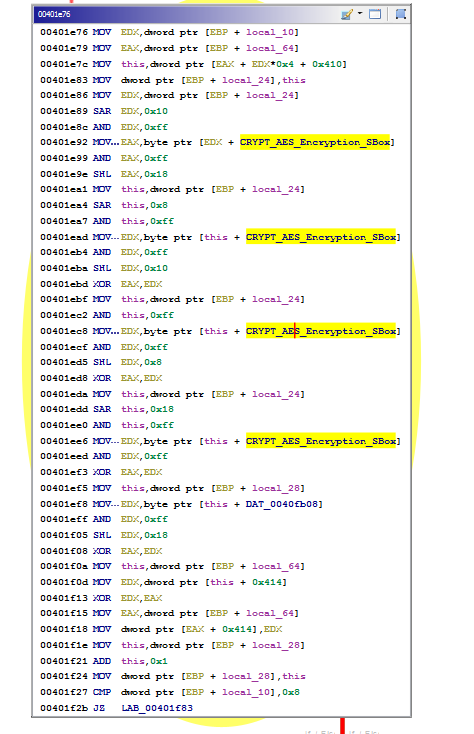 00401e76
00401e76 MOV EDX,dword ptr [EBP + local_10]
00401e79 MOV EAX,dword ptr [EBP + local_64]
00401e7c MOV this,dword ptr [EAX + EDX*0x4 + 0x410]
00401e83 MOV dword ptr [EBP + local_24],this
00401e86 MOV EDX,dword ptr [EBP + local_24]
00401e89 SAR EDX,0x10
00401e8c AND EDX,0xff
00401e92 MOV...EAX,byte ptr [EDX + CRYPT_AES_Encryption_SBox]
00401e99 AND EAX,0xff
00401e9e SHL EAX,0x18
00401ea1 MOV this,dword ptr [EBP + local_24]
00401ea4 SAR this,0x8
00401ea7 AND this,0xff
00401ead MOV...EDX,byte ptr [this + CRYPT_AES_Encryption_SBox]
00401eb4 AND EDX,0xff
00401eba SHL EDX,0x10
00401ebd XOR EAX,EDX
00401ebf MOV this,dword ptr [EBP + local_24]
00401ec2 AND this,0xff
00401ec8 MOV...EDX,byte ptr [this + CRYPT_AES_Encryption_SBox]
00401ecf AND EDX,0xff
00401ed5 SHL EDX,0x8
00401ed8 XOR EAX,EDX
00401eda MOV this,dword ptr [EBP + local_24]
00401edd SAR this,0x18
00401ee0 AND this,0xff
00401ee6 MOV...EDX,byte ptr [this + CRYPT_AES_Encryption_SBox]
00401eed AND EDX,0xff
00401ef3 XOR EAX,EDX
00401ef5 MOV this,dword ptr [EBP + local_28]
00401ef8 MOV...EDX,byte ptr [this + DAT_0040fb08]
00401eff AND EDX,0xff
00401f05 SHL EDX,0x18
00401f08 XOR EAX,EDX
00401f0a MOV this,dword ptr [EBP + local_64]
00401f0d MOV EDX,dword ptr [this + 0x414]
00401f13 XOR EDX,EAX
00401f15 MOV EAX,dword ptr [EBP + local_64]
00401f18 MOV dword ptr [EAX + 0x414],EDX
00401f1e MOV this,dword ptr [EBP + local_28]
00401f21 ADD this,0x1
00401f24 MOV dword ptr [EBP + local_28],this
00401f27 CMP dword ptr [EBP + local_10],0x8
00401f2b JZ LAB_00401f83